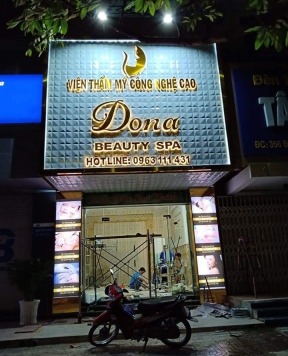 VIỆN THẨM MỸ CÔNG NGHỆ CAO
Dona
BEAUTY SPA
HOTLINE: 0963 111 431